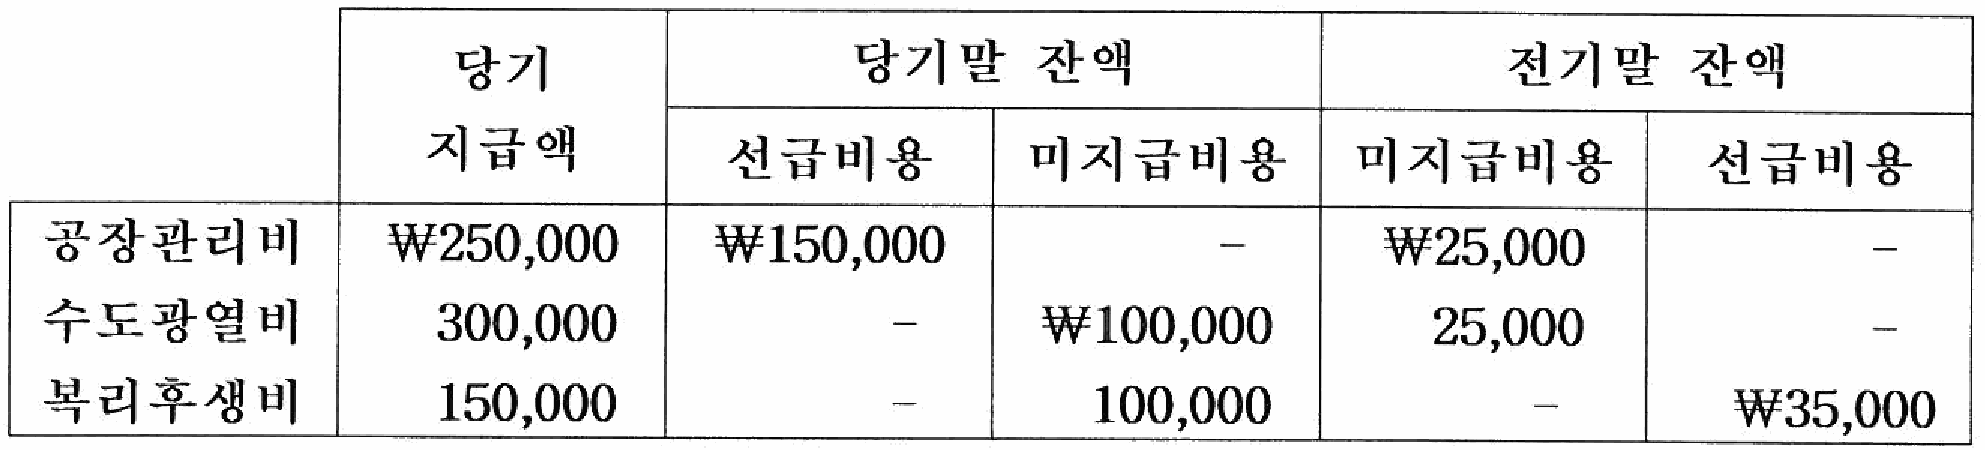 당기 지급액 당기말 잔액 전기말 잔액
선급비용 미지급비용 미지급비용 선급비용
공장관리비 ₩250,000 ₩150,000 – ₩25,000 –
수도광열비 300,000 – ₩100,000 25,000 –
복리후생비 150,000 – 100,000 – ₩35,000